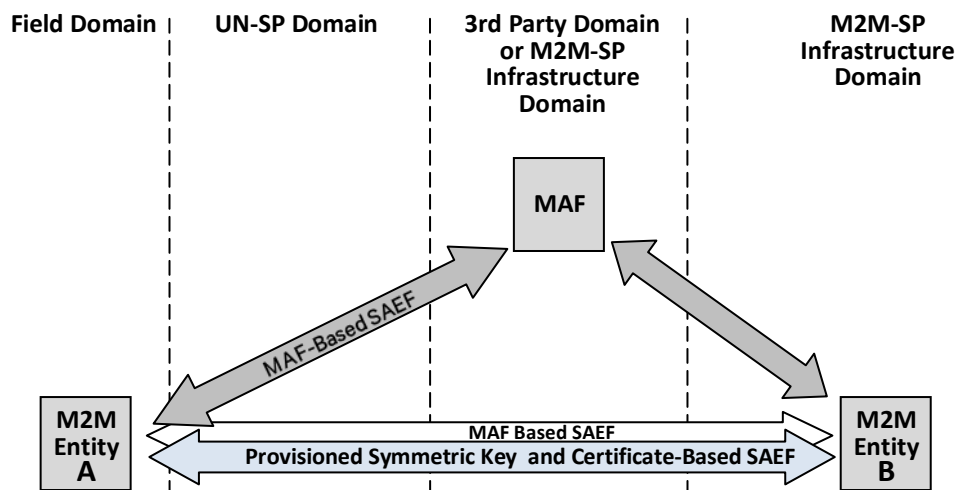 Field Domain
UN-SP Domain
3rd Party Domain
or M2M-SP
Infrastructure
Domain
M2M-SP
Infrastructure
Domain
MAF
MAF-Based SAEF
M2M
Entity
A
MAF Based SAEF
Provisioned Symmetric Key and Certificate-Based SAEF
M2M
Entity
B